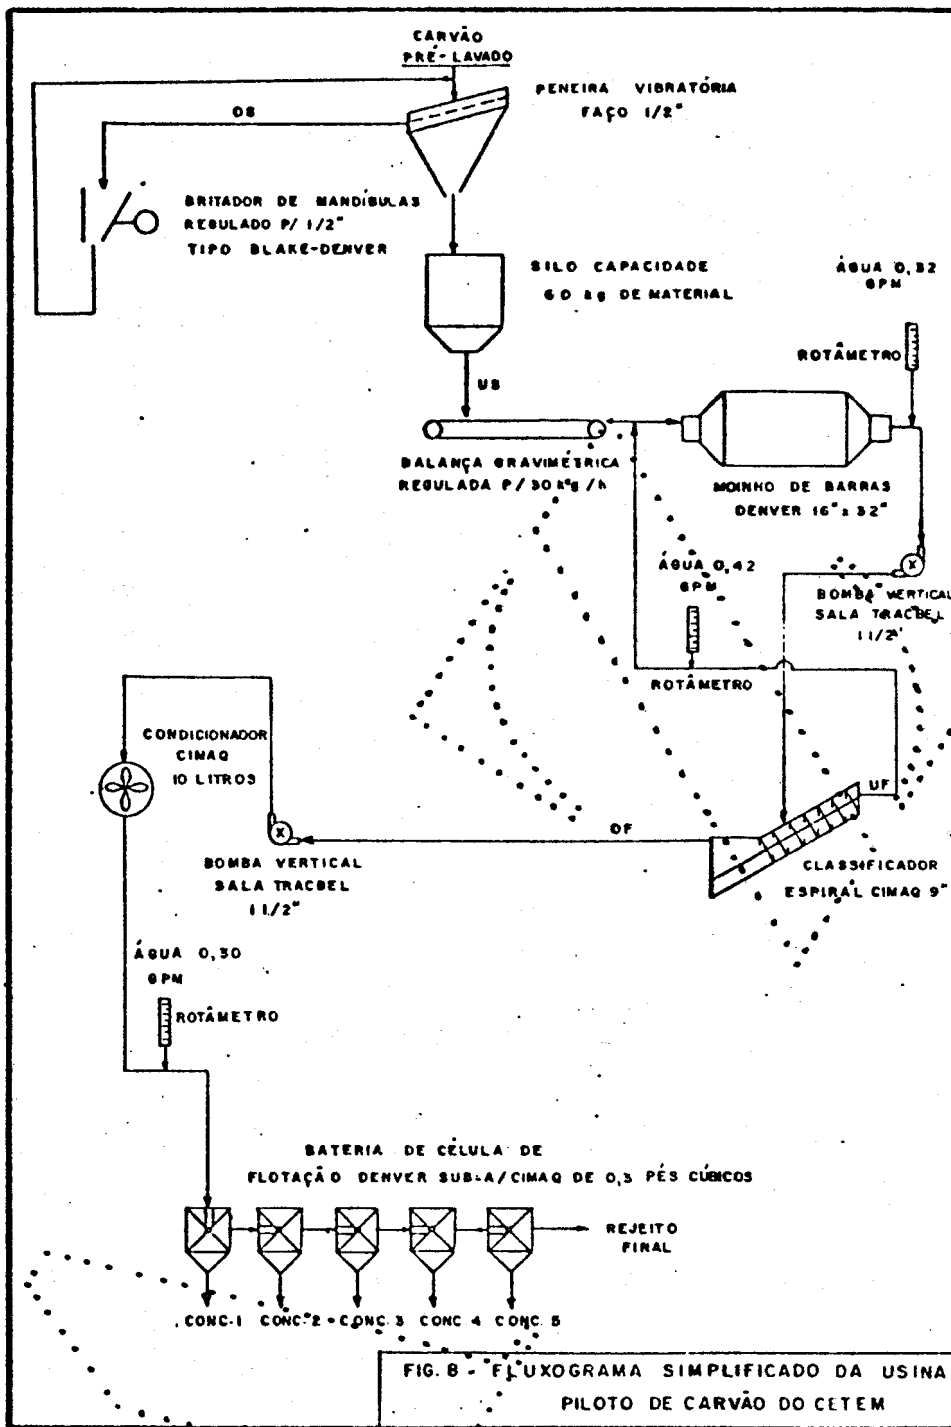 CARVÃO
PRÉ-LAVADO
PENEIRA VIBRATÓRIA
FAÇO 1/2"
OS
BRITADOR DE MANDÍBULAS
REGULADO P/ 1/2"
TIPO BLAKE-DENVER
SILO CAPACIDADE
60 kg DE MATERIAL
ÁGUA 0,32
GPM
ROTÂMETRO
US
BALANÇA GRAVIMÉTRICA
REGULADA P/ 30 kg/h
MOINHO DE BARRAS
DENVER 16" x 32"
ÁGUA 0,42
GPM
ROTÂMETRO
BOMBA VERTICAL
SALA TRACBEL
1 1/2"
CONDICIONADOR
CIMAQ
10 LITROS
UF
OF
BOMBA VERTICAL
SALA TRACBEL
1 1/2"
CLASSIFICADOR
ESPIRAL CIMAQ 9"
ÁGUA 0,30
GPM
ROTÂMETRO
BATERIA DE CÉLULA DE
FLOTAÇÃO DENVER SUB-A/CIMAQ DE 0,3 PÉS CÚBICOS
REJEITO
FINAL
CONC-1 CONC-2 CONC 3 CONC 4 CONC 5
FIG. 8 - FLUXOGRAMA SIMPLIFICADO DA USINA
PILOTO DE CARVÃO DO CETEM